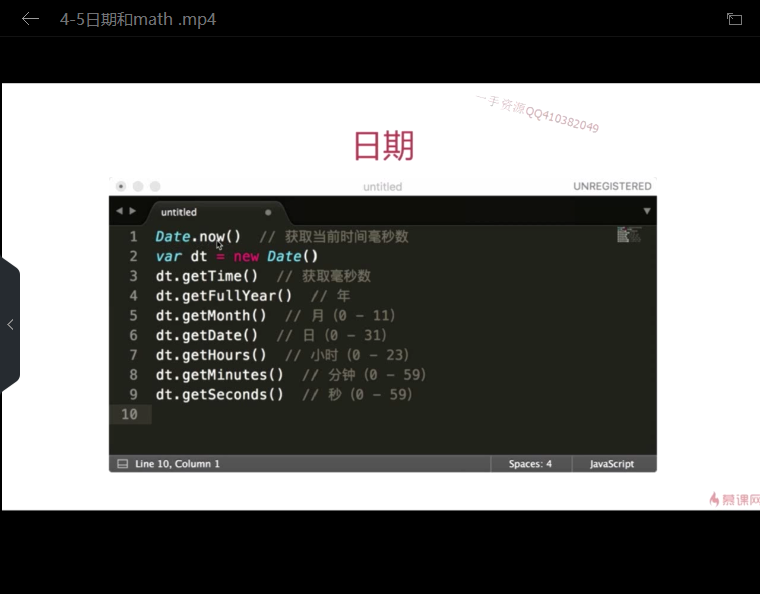 4-5日期和math .mp4
一手资源QQ410382049
日期
untitled
UNREGISTERED
untitled
1 Date.now() // 获取当前时间毫秒数
2 var dt = new Date()
3 dt.getTime() // 获取毫秒数
4 dt.getFullYear() // 年
5 dt.getMonth() // 月（0 - 11）
6 dt.getDate() // 日（0 - 31）
7 dt.getHours() // 小时（0 - 23）
8 dt.getMinutes() // 分钟（0 - 59）
9 dt.getSeconds() // 秒（0 - 59）
10
Line 10, Column 1
Spaces: 4
JavaScript
慕课网